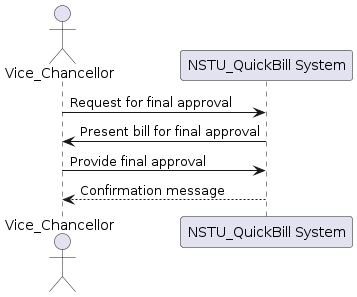 Vice_Chancellor
NSTU_QuickBill System
Request for final approval
Present bill for final approval
Provide final approval
Confirmation message
Vice_Chancellor
NSTU_QuickBill System